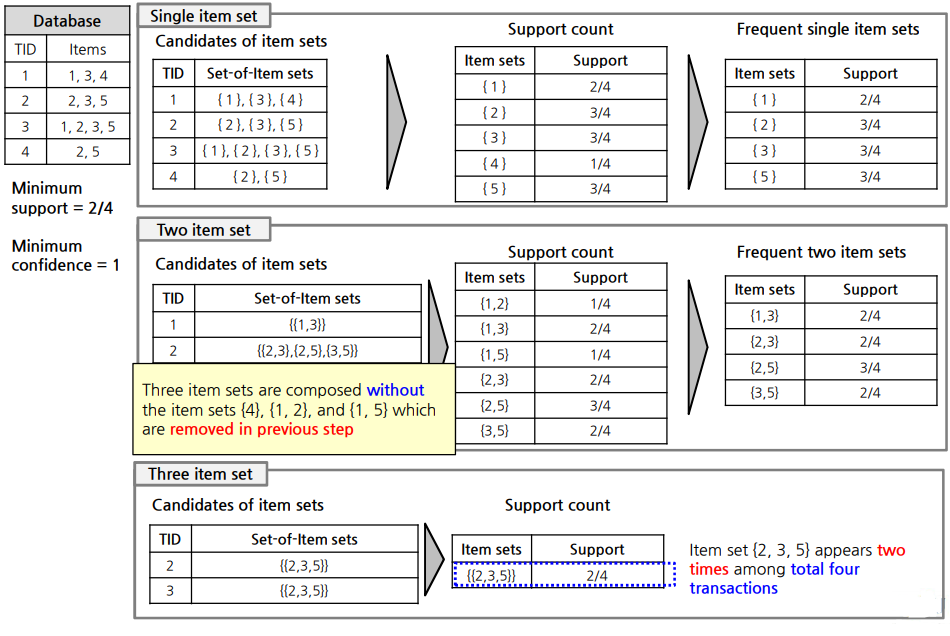 Database
TID Items
1 1, 3, 4
2 2, 3, 5
3 1, 2, 3, 5
4 2, 5
Minimum
support = 2/4
Minimum
confidence = 1
Single item set
Candidates of item sets
TID Set-of-Item sets
1 { 1 }, { 3 }, { 4 }
2 { 2 }, { 3 }, { 5 }
3 { 1 }, { 2 }, { 3 }, { 5 }
4 { 2 }, { 5 }
Support count
Item sets Support
{ 1 } 2/4
{ 2 } 3/4
{ 3 } 3/4
{ 4 } 1/4
{ 5 } 3/4
Frequent single item sets
Item sets Support
{ 1 } 2/4
{ 2 } 3/4
{ 3 } 3/4
{ 5 } 3/4
Two item set
Candidates of item sets
TID Set-of-Item sets
1 {{1,3}}
2 {{2,3},{2,5},{3,5}}
Three item sets are composed without
the item sets {4}, {1, 2}, and {1, 5} which
are removed in previous step
Support count
Item sets Support
{1,2} 1/4
{1,3} 2/4
{1,5} 1/4
{2,3} 2/4
{2,5} 3/4
{3,5} 2/4
Frequent two item sets
Item sets Support
{1,3} 2/4
{2,3} 2/4
{2,5} 3/4
{3,5} 2/4
Three item set
Candidates of item sets
TID Set-of-Item sets
2 {{2,3,5}}
3 {{2,3,5}}
Support count
Item sets Support
{{2,3,5}} 2/4
Item set {2, 3, 5} appears two
times among total four
transactions